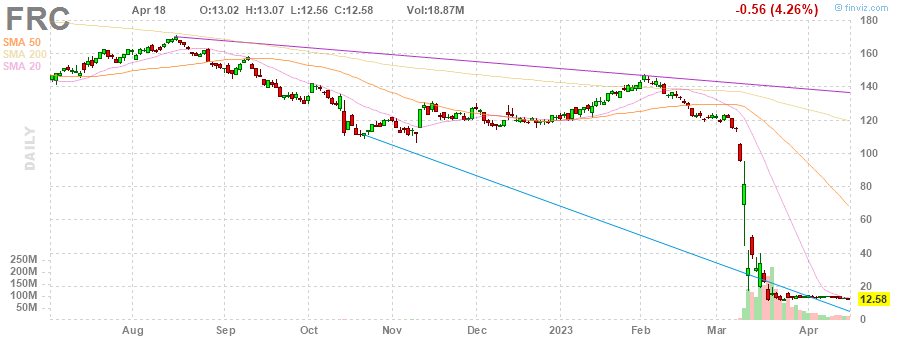 FRC Apr 18 O:13.02 H:13.07 L:12.56 C:12.58 Vol:18.87M -0.56 (4.26%) © finviz.com
SMA 50
SMA 200
SMA 20
DAILY
180
160
140
120
100
80
60
40
20
0
12.58
250M
200M
150M
100M
50M
Aug Sep Oct Nov Dec 2023 Feb Mar Apr